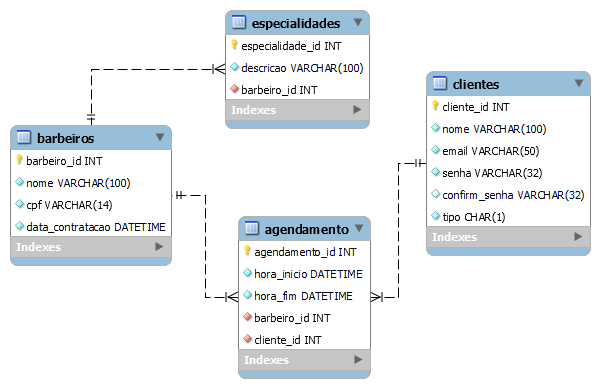 especialidades
especialidade_id INT
descricao VARCHAR(100)
barbeiro_id INT
Indexes
barbeiros
barbeiro_id INT
nome VARCHAR(100)
cpf VARCHAR(14)
data_contratacao DATETIME
Indexes
clientes
cliente_id INT
nome VARCHAR(100)
email VARCHAR(50)
senha VARCHAR(32)
confirm_senha VARCHAR(32)
tipo CHAR(1)
Indexes
agendamento
agendamento_id INT
hora_inicio DATETIME
hora_fim DATETIME
barbeiro_id INT
cliente_id INT
Indexes